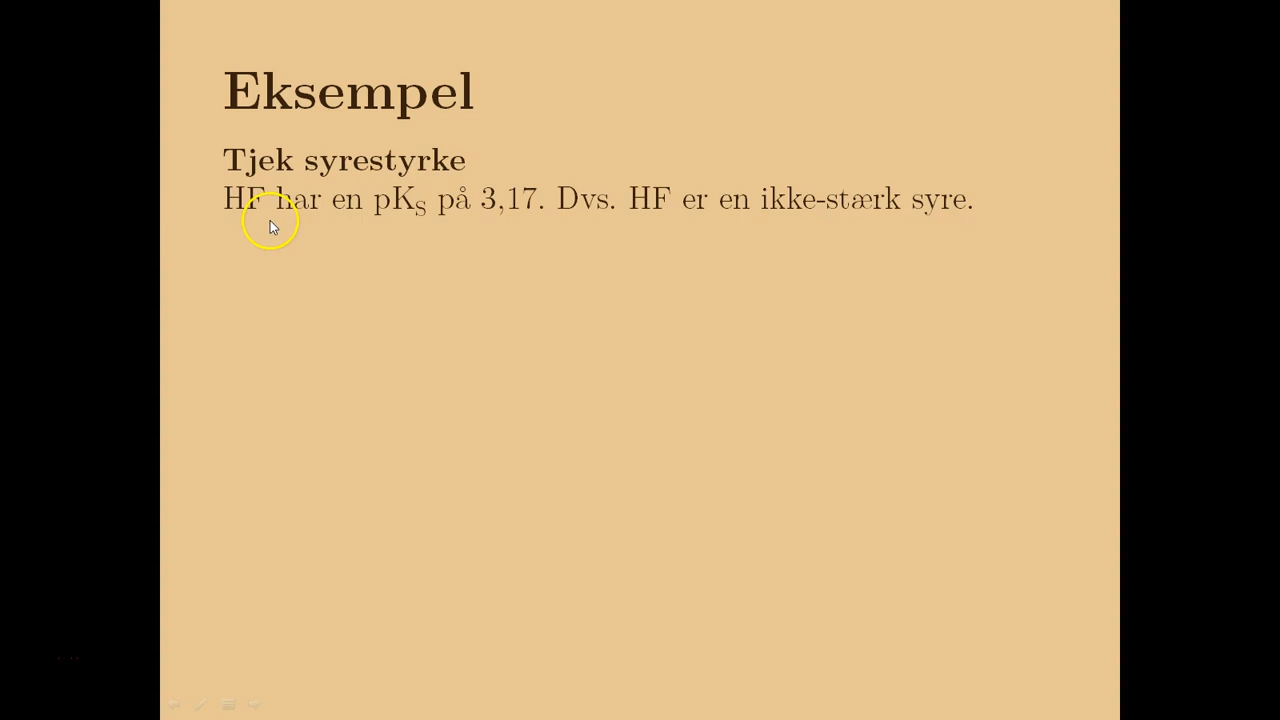 Eksempel
Tjek syrestyrke
HF har en pKS på 3,17. Dvs. HF er en ikke-stærk syre.